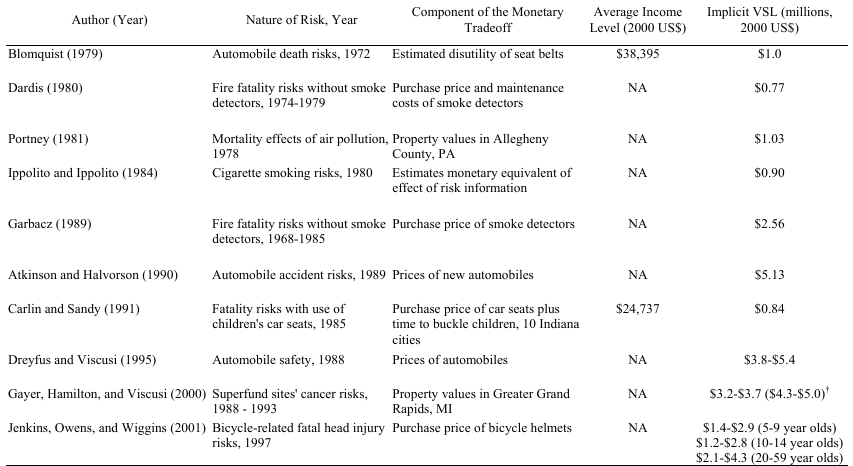 Author (Year) Nature of Risk, Year Component of the Monetary Tradeoff Average Income Level (2000 US$) Implicit VSL (millions, 2000 US$)
Blomquist (1979) Automobile death risks, 1972 Estimated disutility of seat belts $38,395 $1.0
Dardis (1980) Fire fatality risks without smoke Purchase price and maintenance NA $0.77
detectors, 1974-1979 costs of smoke detectors
Portney (1981) Mortality effects of air pollution, Property values in Allegheny NA $1.03
1978 County, PA
Ippolito and Ippolito (1984) Cigarette smoking risks, 1980 Estimates monetary equivalent of NA $0.90
effect of risk information
Garbacz (1989) Fire fatality risks without smoke Purchase price of smoke detectors NA $2.56
detectors, 1968-1985
Atkinson and Halvorson (1990) Automobile accident risks, 1989 Prices of new automobiles NA $5.13
Carlin and Sandy (1991) Fatality risks with use of Purchase price of car seats plus $24,737 $0.84
children's car seats, 1985 time to buckle children, 10 Indiana
cities
Dreyfus and Viscusi (1995) Automobile safety, 1988 Prices of automobiles NA $3.8-$5.4
Gayer, Hamilton, and Viscusi (2000) Superfund sites' cancer risks, Property values in Greater Grand NA $3.2-$3.7 ($4.3-$5.0)†
1988 - 1993 Rapids, MI
Jenkins, Owens, and Wiggins (2001) Bicycle-related fatal head injury Purchase price of bicycle helmets NA $1.4-$2.9 (5-9 year olds)
risks, 1997 $1.2-$2.8 (10-14 year olds)
$2.1-$4.3 (20-59 year olds)